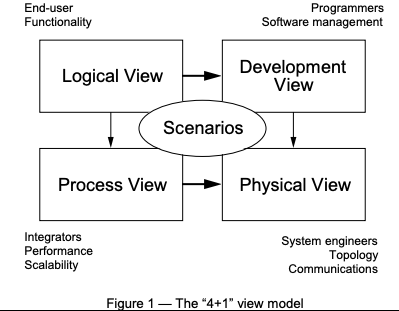 End-user
Functionality
Programmers
Software management
Logical View
Development
View
Scenarios
Process View
Physical View
Integrators
Performance
Scalability
System engineers
Topology
Communications
Figure 1 — The “4+1” view model